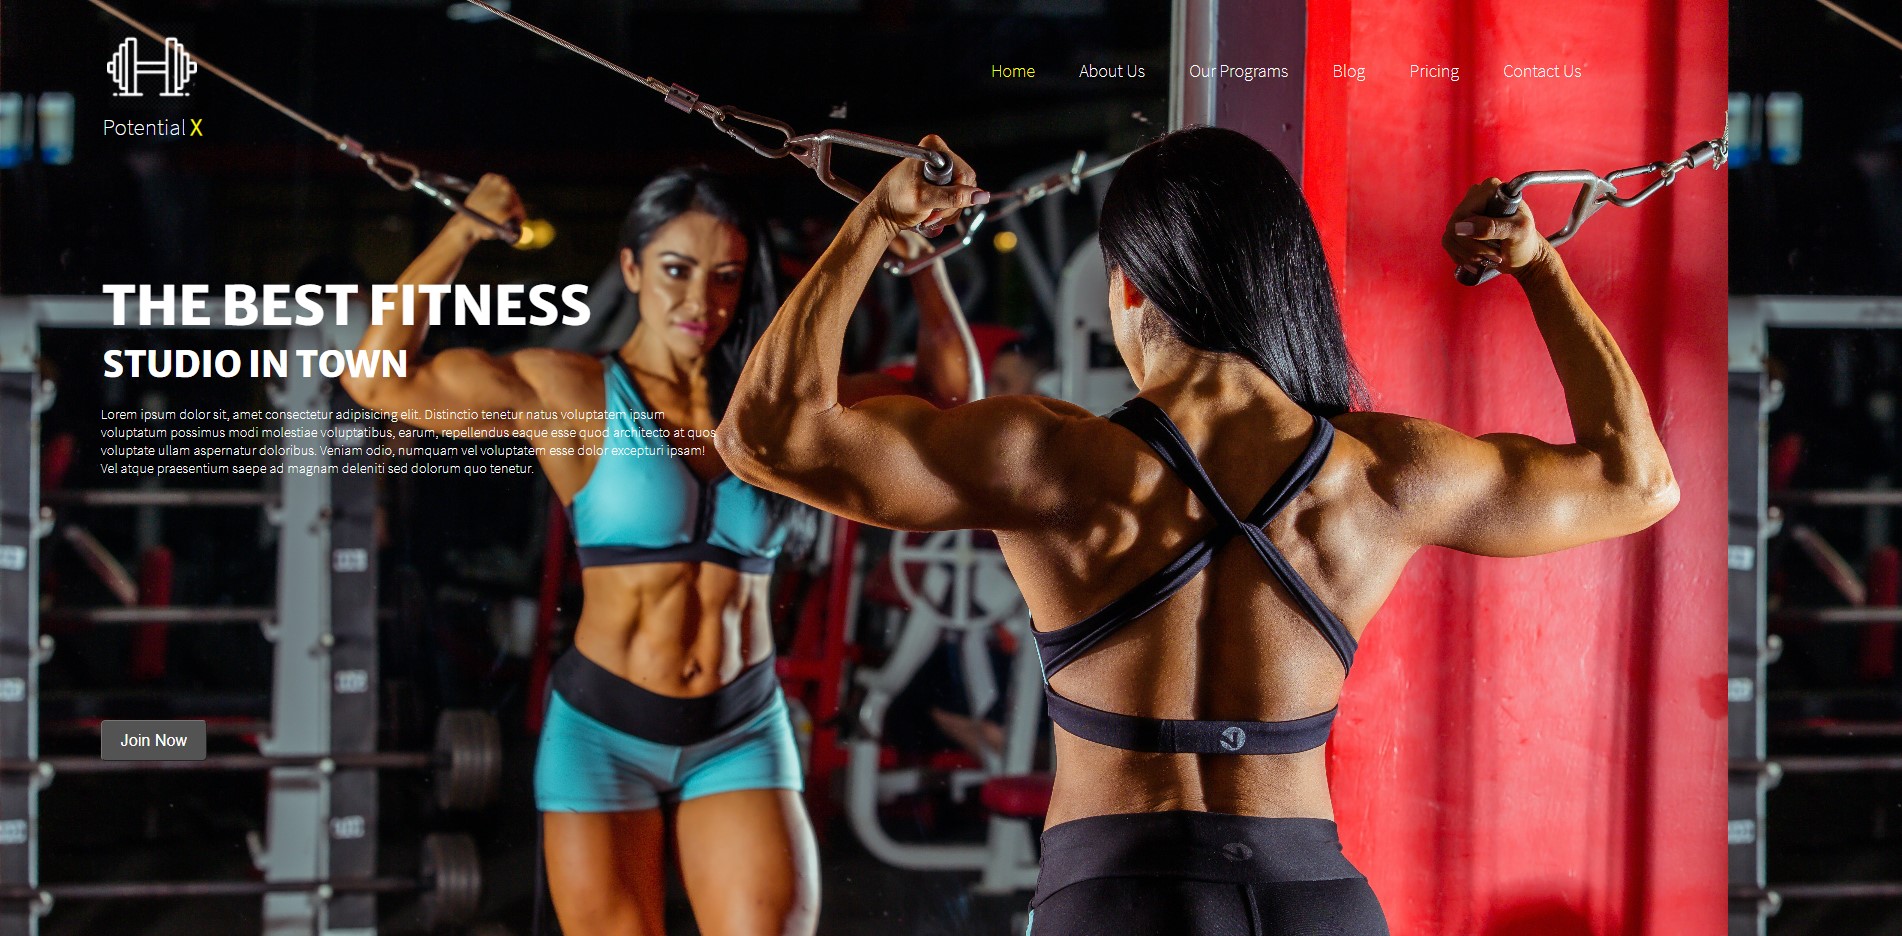 Home About Us Our Programs Blog Pricing Contact Us
Potential X
THE BEST FITNESS
STUDIO IN TOWN
Lorem ipsum dolor sit, amet consectetur adipisicing elit. Distinctio tenetur natus voluptatem ipsum
voluptatum possimus modi molestiae voluptatibus, earum, repellendus eaque esse quod architecto at quos
voluptate ullam aspernatur doloribus. Veniam odio, numquam vel voluptatem esse dolor excepturi ipsam!
Vel atque praesentium saepe ad magnam deleniti sed dolorum quo tenetur.
Join Now